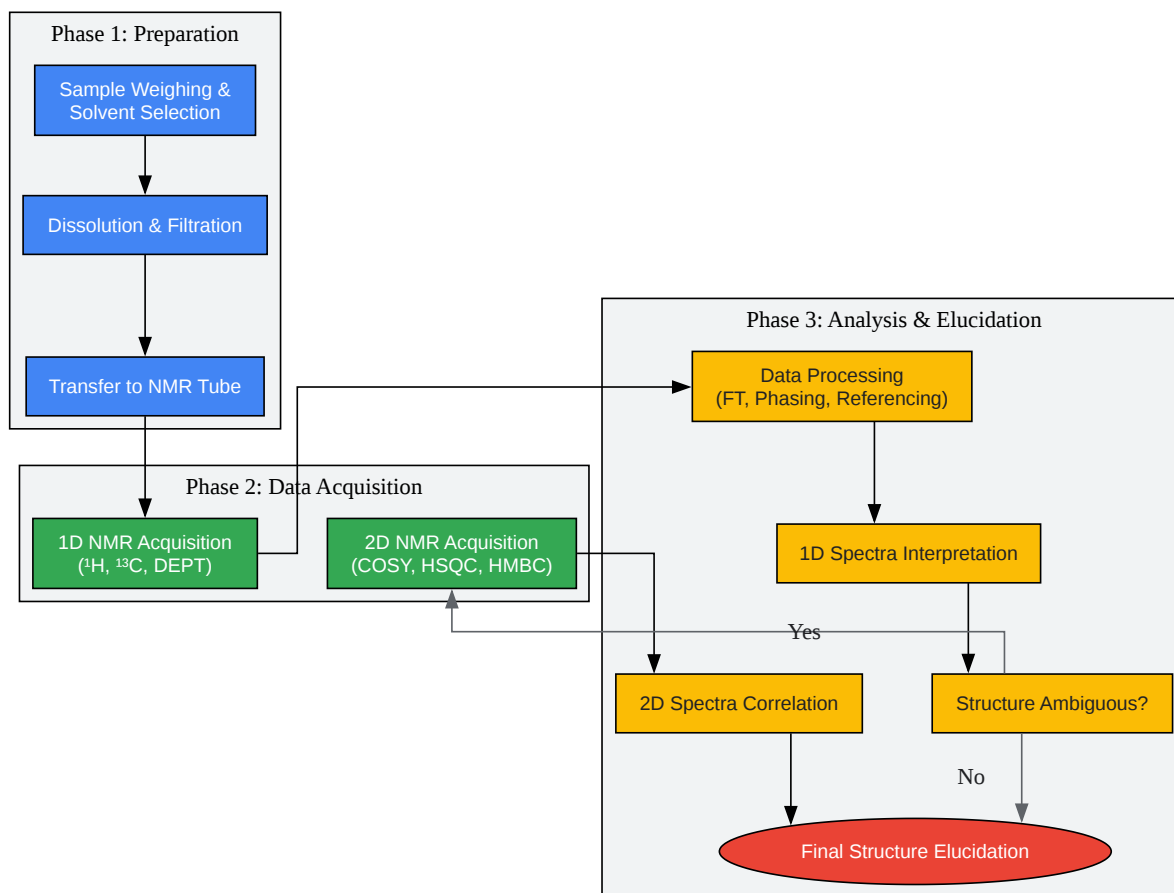 Phase 1: Preparation
Sample Weighing &
Solvent Selection
Dissolution & Filtration
Transfer to NMR Tube
Phase 2: Data Acquisition
1D NMR Acquisition
(¹H, ¹³C, DEPT)
2D NMR Acquisition
(COSY, HSQC, HMBC)
Phase 3: Analysis & Elucidation
Data Processing
(FT, Phasing, Referencing)
1D Spectra Interpretation
Yes
2D Spectra Correlation
Structure Ambiguous?
No
Final Structure Elucidation